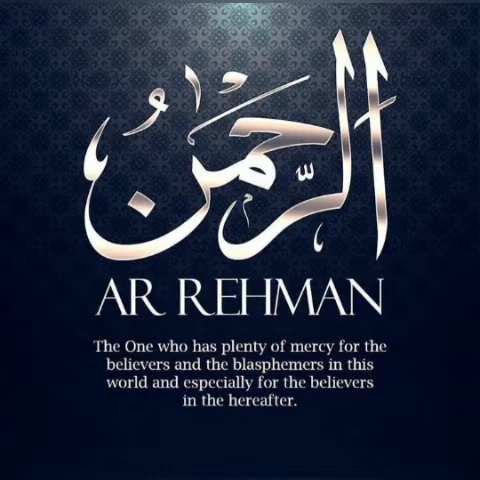 الرَّحْمٰنُ
AR REHMAN
The One who has plenty of mercy for the
believers and the blasphemers in this
world and especially for the believers
in the hereafter.